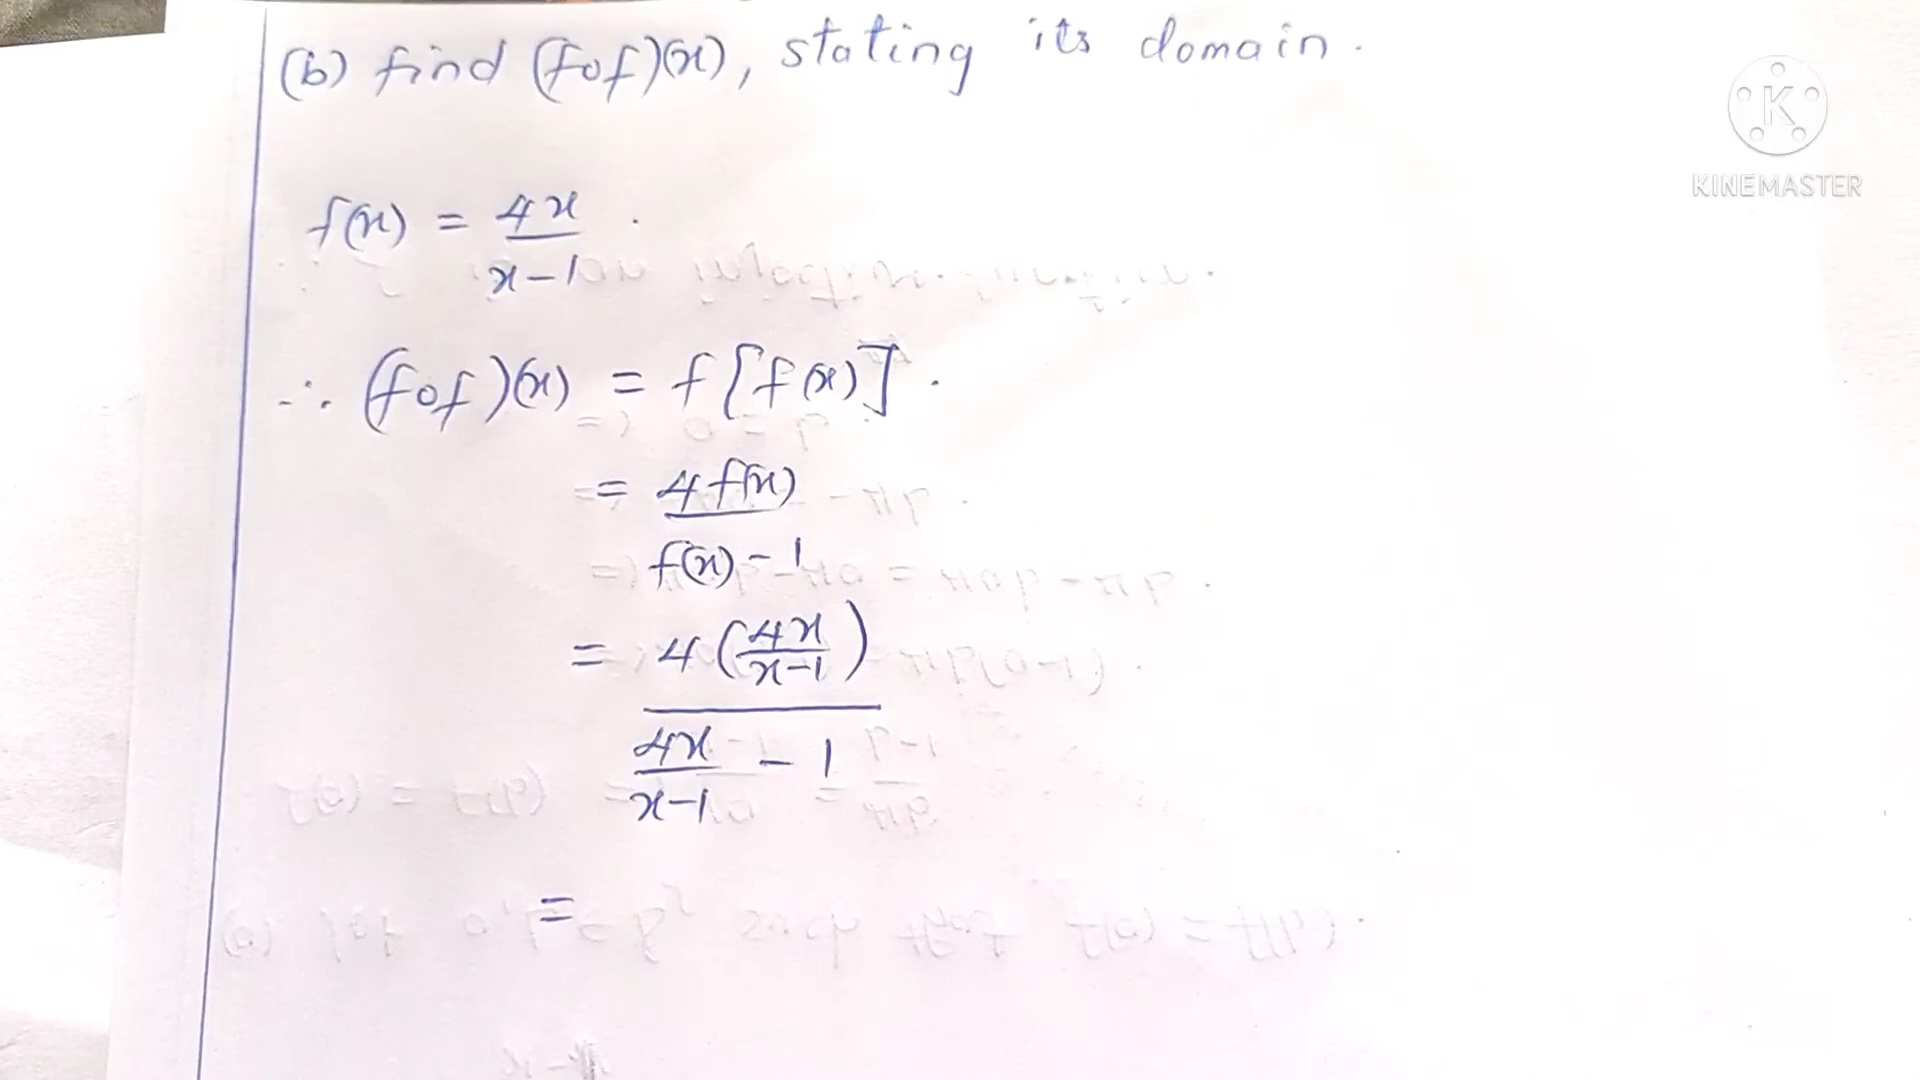 (b) find (fof)(x), stating its domain.
K
KINEMASTER
f(x) = 4x
x-1
∴ (fof)(x) = f[f(x)].
= 4f(x)
f(x)-1
= 4(4x/x-1)
4x/x-1 - 1
=